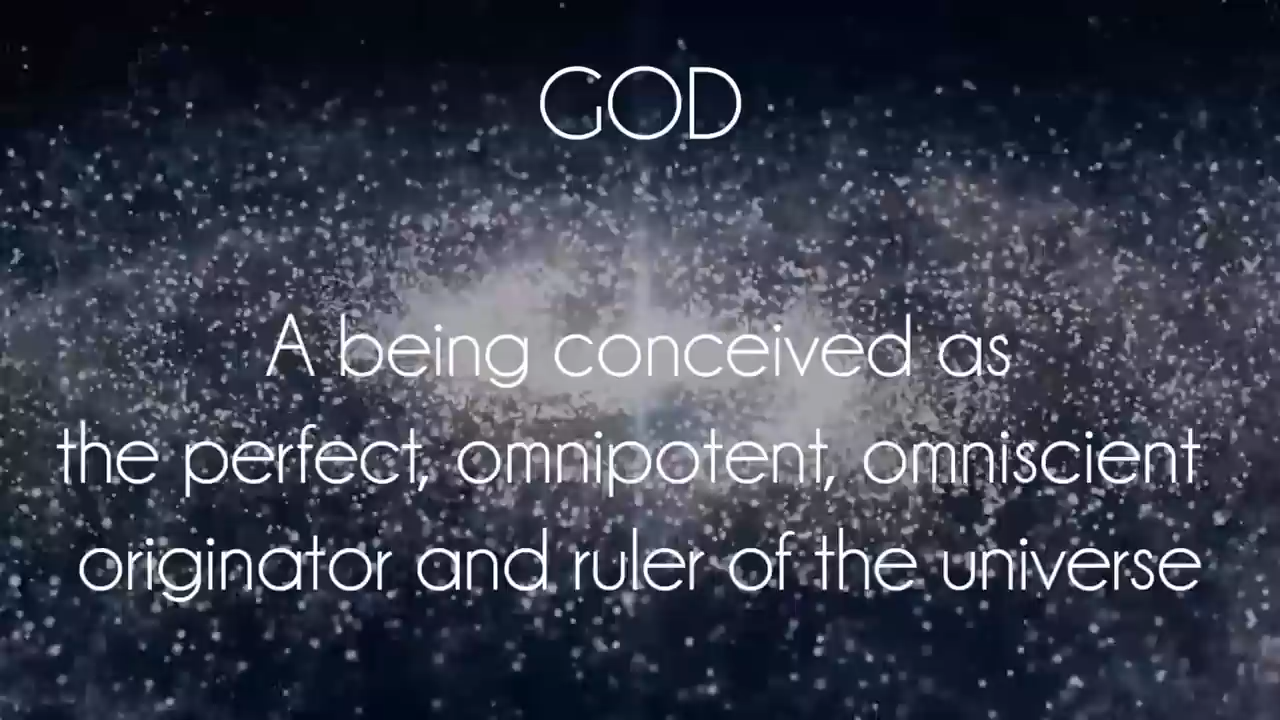 GOD
A being conceived as
the perfect, omnipotent, omniscient
originator and ruler of the universe